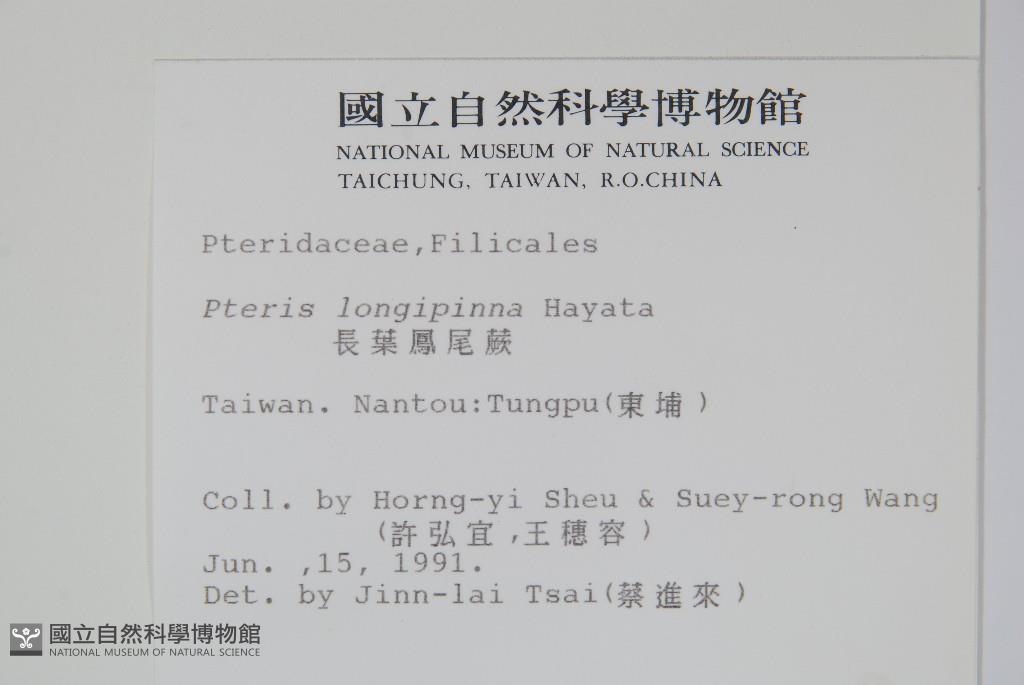 國立自然科學博物館
NATIONAL MUSEUM OF NATURAL SCIENCE
TAICHUNG, TAIWAN, R.O.CHINA
Pteridaceae,Filicales
Pteris longipinna Hayata
長葉鳳尾蕨
Taiwan. Nantou:Tungpu(東埔)
Coll. by Horng-yi Sheu & Suey-rong Wang
(許弘宜,王穗容)
Jun. ,15, 1991.
Det. by Jinn-lai Tsai(蔡進來)
國立自然科學博物館
NATIONAL MUSEUM OF NATURAL SCIENCE